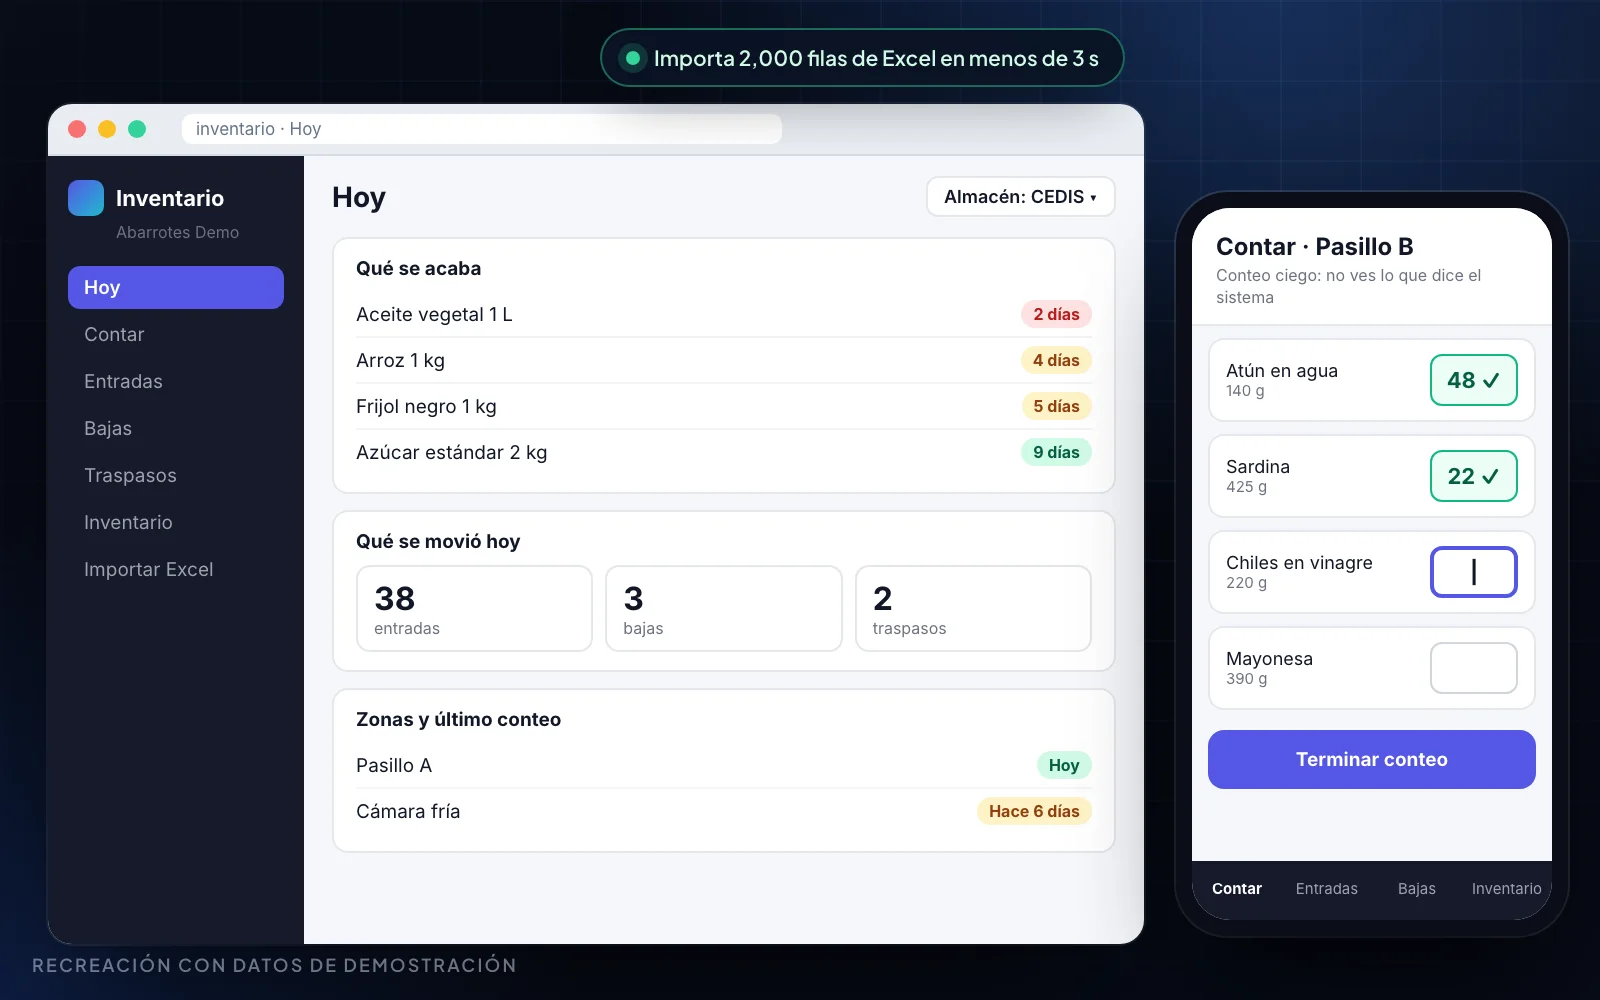 Importa 2,000 filas de Excel en menos de 3 s
inventario · Hoy
Inventario
Abarrotes Demo
Hoy
Contar
Entradas
Bajas
Traspasos
Inventario
Importar Excel
Hoy
Almacén: CEDIS ▾
Qué se acaba
Aceite vegetal 1 L
2 días
Arroz 1 kg
4 días
Frijol negro 1 kg
5 días
Azúcar estándar 2 kg
9 días
Qué se movió hoy
38
entradas
3
bajas
2
traspasos
Zonas y último conteo
Pasillo A
Hoy
Cámara fría
Hace 6 días
Contar · Pasillo B
Conteo ciego: no ves lo que dice el
sistema
Atún en agua
140 g
48 ✓
Sardina
425 g
22 ✓
Chiles en vinagre
220 g
Mayonesa
390 g
Terminar conteo
Contar
Entradas
Bajas
Inventario
RECREACIÓN CON DATOS DE DEMOSTRACIÓN